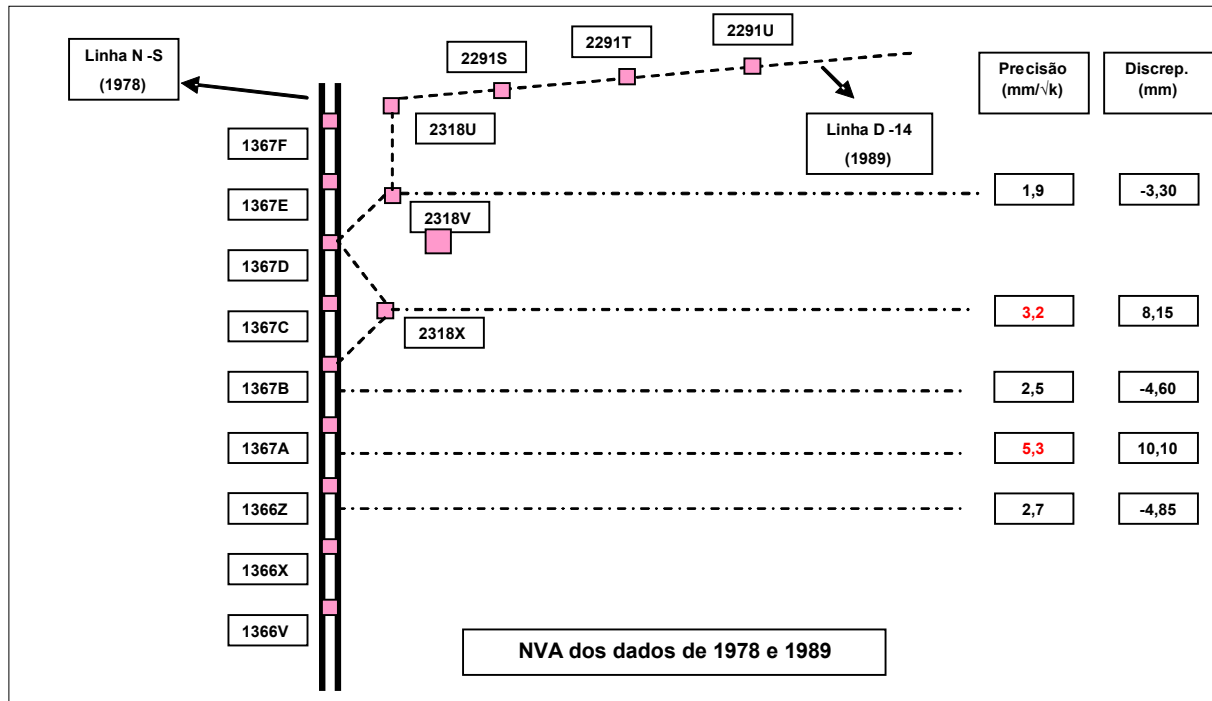 Linha N -S
(1978)
2291S
2291T
2291U
Precisão
(mm/√k)
Discrep.
(mm)
2318U
Linha D -14
(1989)
1367F
1367E
2318V
1,9
-3,30
1367D
1367C
2318X
3,2
8,15
1367B
2,5
-4,60
1367A
5,3
10,10
1366Z
2,7
-4,85
1366X
1366V
NVA dos dados de 1978 e 1989